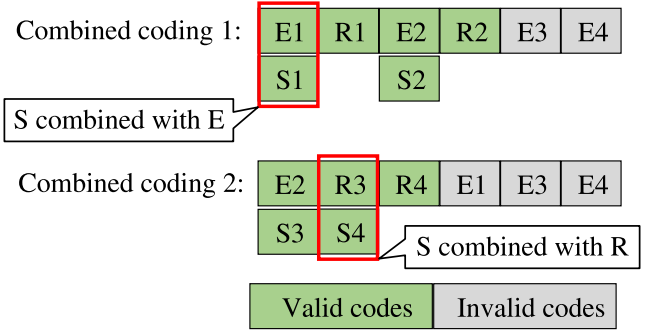 Combined coding 1: E1 R1 E2 R2 E3 E4
S1 S2
S combined with E
Combined coding 2: E2 R3 R4 E1 E3 E4
S3 S4
S combined with R
Valid codes Invalid codes